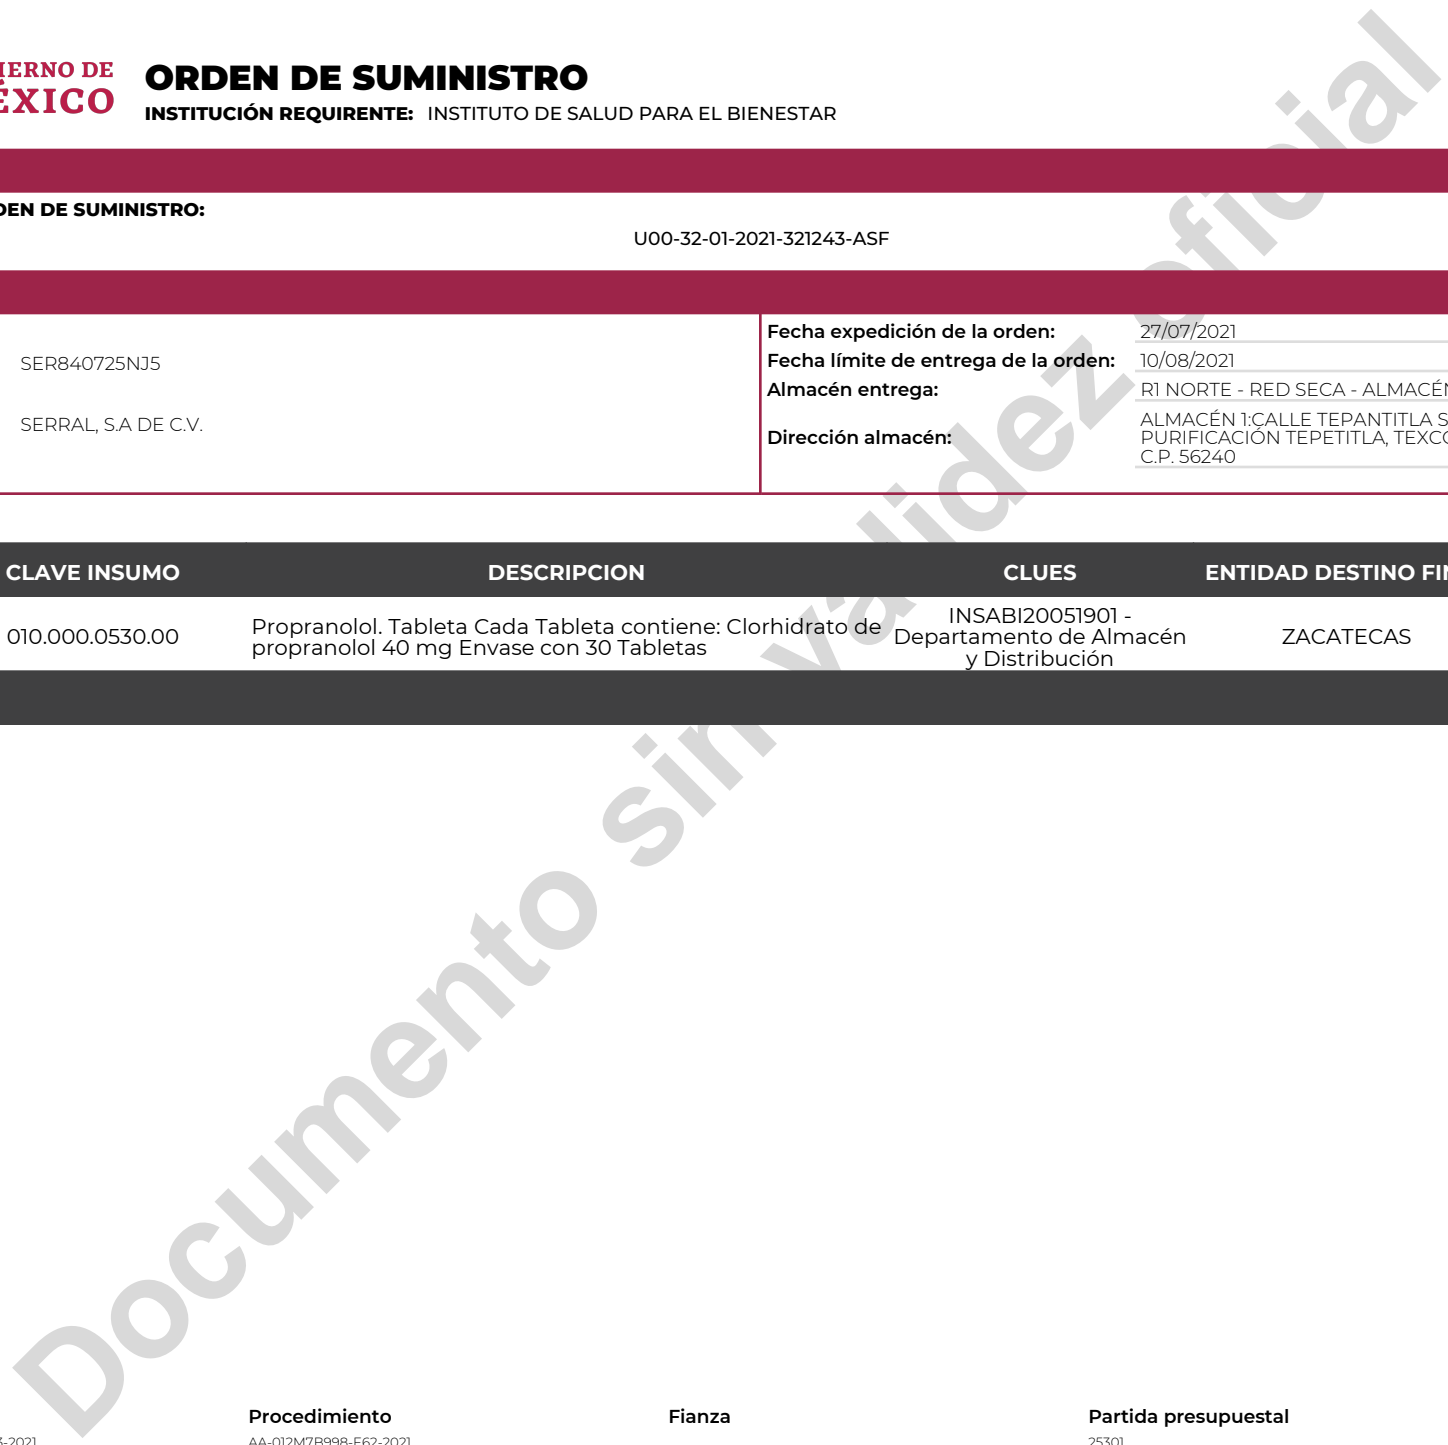 ORDEN DE SUMINISTRO
INSTITUCIÓN REQUIRENTE: INSTITUTO DE SALUD PARA EL BIENESTAR
DE
DE SUMINISTRO:
U00-32-01-2021-321243-ASF
SER840725NJ5
SERRAL, S.A DE C.V.
Fecha expedición de la orden: 27/07/2021
Fecha límite de entrega de la orden: 10/08/2021
Almacén entrega: R1 NORTE - RED SECA - ALMACÉN
Dirección almacén: ALMACÉN 1:CALLE TEPANTITLA
PURIFICACIÓN TEPETITLA,
C.P. 56240
CLAVE INSUMO DESCRIPCION CLUES ENTIDAD DESTINO
010.000.0530.00 Propranolol. Tableta Cada Tableta contiene: Clorhidrato de propranolol 40 mg Envase con 30 Tabletas INSABI20051901 - Departamento de Almacén y Distribución ZACATECAS
Documento sin validez oficial
Procedimiento Fianza Partida presupuestal
AA-012M7B998-E62-2021 25301